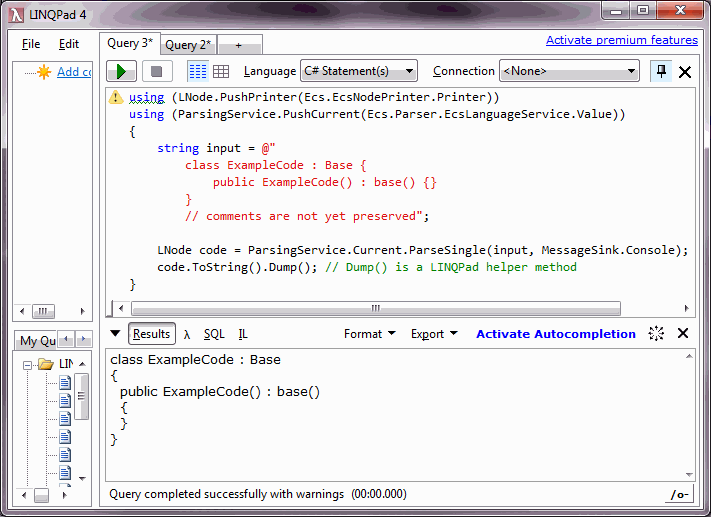 LINQPad 4
File Edit
Query 3* Query 2* +
Activate premium features
Add co
Language C# Statement(s) Connection <None>
using (LNode.PushPrinter(Ecs.EcsNodePrinter.Printer))
using (ParsingService.PushCurrent(Ecs.Parser.EcsLanguageService.Value))
{
string input = @"
class ExampleCode : Base {
public ExampleCode() : base() {}
}
// comments are not yet preserved";
LNode code = ParsingService.Current.ParseSingle(input, MessageSink.Console);
code.ToString().Dump(); // Dump() is a LINQPad helper method
}
My Qu
LIN
Results λ SQL IL Format Export Activate Autocompletion
class ExampleCode : Base
{
public ExampleCode() : base()
{
}
}
Query completed successfully with warnings (00:00.000)
/o-